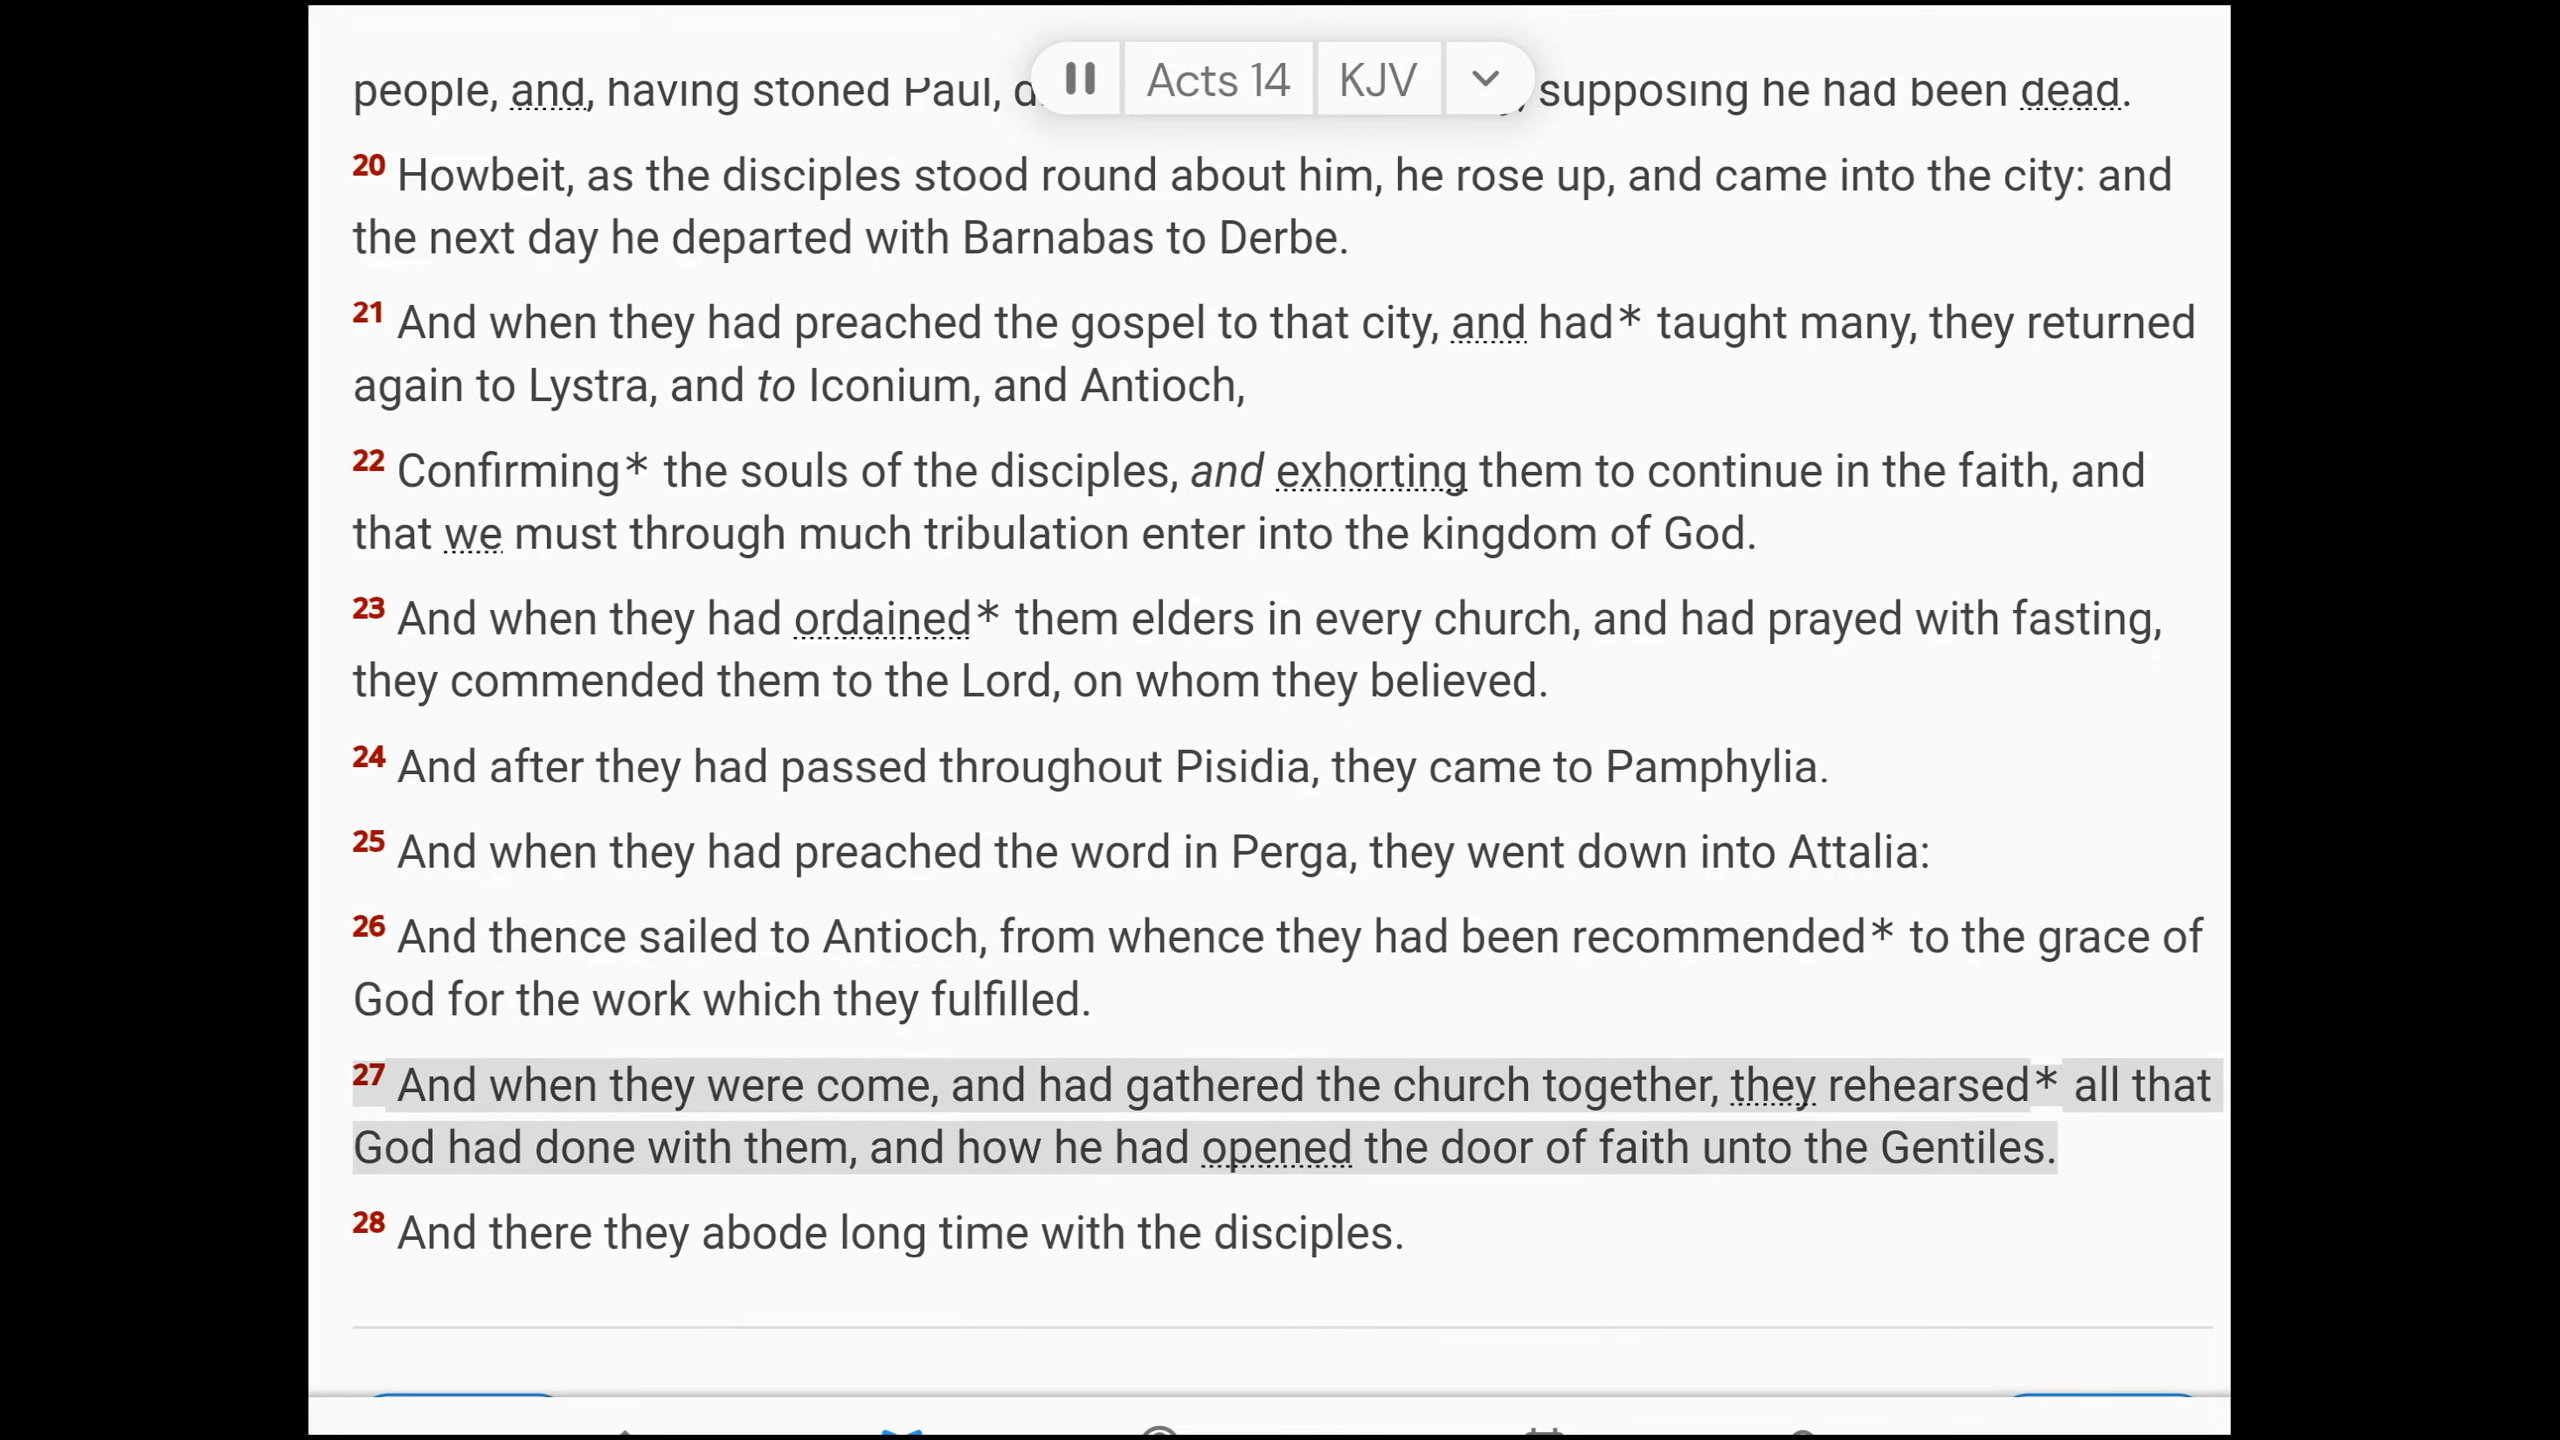 Acts 14 KJV
people, and, having stoned Paul, supposing he had been dead.
20 Howbeit, as the disciples stood round about him, he rose up, and came into the city: and
the next day he departed with Barnabas to Derbe.
21 And when they had preached the gospel to that city, and had* taught many, they returned
again to Lystra, and to Iconium, and Antioch,
22 Confirming* the souls of the disciples, and exhorting them to continue in the faith, and
that we must through much tribulation enter into the kingdom of God.
23 And when they had ordained* them elders in every church, and had prayed with fasting,
they commended them to the Lord, on whom they believed.
24 And after they had passed throughout Pisidia, they came to Pamphylia.
25 And when they had preached the word in Perga, they went down into Attalia:
26 And thence sailed to Antioch, from whence they had been recommended* to the grace of
God for the work which they fulfilled.
27 And when they were come, and had gathered the church together, they rehearsed* all that
God had done with them, and how he had opened the door of faith unto the Gentiles.
28 And there they abode long time with the disciples.